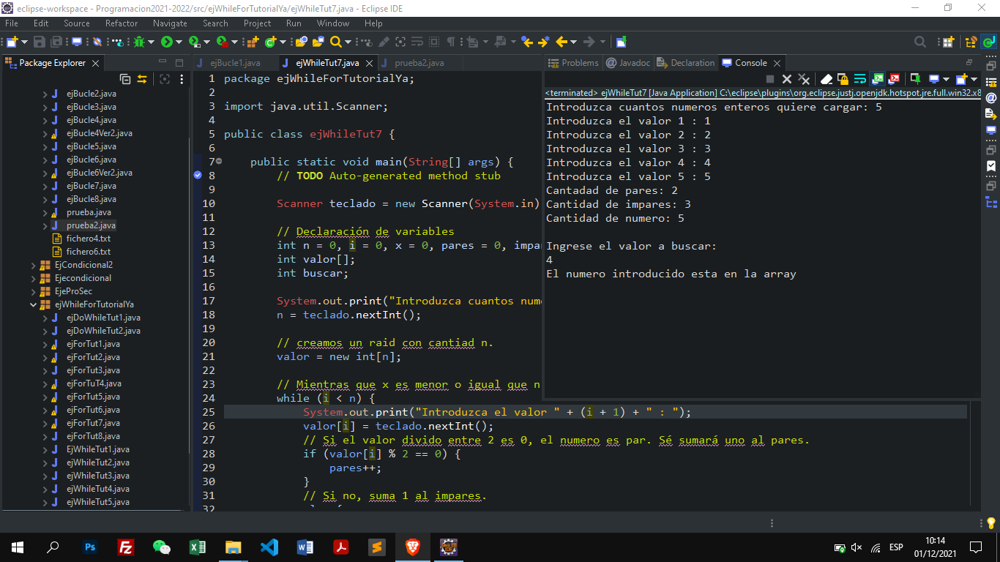 eclipse-workspace - Programacion2021-2022/src/ejWhileForTutorialYa/ejWhileTut7.java - Eclipse IDE
File Edit Source Refactor Navigate Search Project Run Window Help
Package Explorer
ejBucle2.java
ejBucle3.java
ejBucle4.java
ejBucle4Ver2.java
ejBucle5.java
ejBucle6.java
ejBucle6Ver2.java
ejBucle7.java
ejBucle8.java
prueba.java
prueba2.java
fichero4.txt
fichero6.txt
EjCondicional2
Ejecondicional
EjeProSec
ejWhileForTutorialYa
ejDoWhileTut1.java
ejDoWhileTut2.java
ejForTut1.java
ejForTut2.java
ejForTut3.java
ejForTuT4.java
ejForTut5.java
ejForTut6.java
ejForTut7.java
ejForTut8.java
EjWhileTut1.java
ejWhileTut2.java
ejWhileTut3.java
ejWhileTut4.java
ejWhileTut5.java
ejBucle1.java ejWhileTut7.java prueba2.java
1 package ejWhileForTutorialYa;
2
3 import java.util.Scanner;
4
5 public class ejWhileTut7 {
6
7 public static void main(String[] args) {
8 // TODO Auto-generated method stub
9
10 Scanner teclado = new Scanner(System.in)
11
12 // Declaración de variables
13 int n = 0, i = 0, x = 0, pares = 0, impa
14 int valor[];
15 int buscar;
16
17 System.out.print("Introduzca cuantos num
18 n = teclado.nextInt();
19
20 // creamos un raid con cantiad n.
21 valor = new int[n];
22
23 // Mientras que x es menor o igual que n
24 while (i < n) {
25 System.out.print("Introduzca el valor " + (i + 1) + " : ");
26 valor[i] = teclado.nextInt();
27 // Si el valor divido entre 2 es 0, el numero es par. Sé sumará uno al pares.
28 if (valor[i] % 2 == 0) {
29 pares++;
30 }
31 // Si no, suma 1 al impares.
32
Problems Javadoc Declaration Console
<terminated> ejWhileTut7 [Java Application] C:\eclipse\plugins\org.eclipse.justj.openjdk.hotspot.jre.full.win32.x8
Introduzca cuantos numeros enteros quiere cargar: 5
Introduzca el valor 1 : 1
Introduzca el valor 2 : 2
Introduzca el valor 3 : 3
Introduzca el valor 4 : 4
Introduzca el valor 5 : 5
Cantadad de pares: 2
Cantidad de impares: 3
Cantidad de numero: 5
Ingrese el valor a buscar:
4
El numero introducido esta en la array
ESP
10:14
01/12/2021